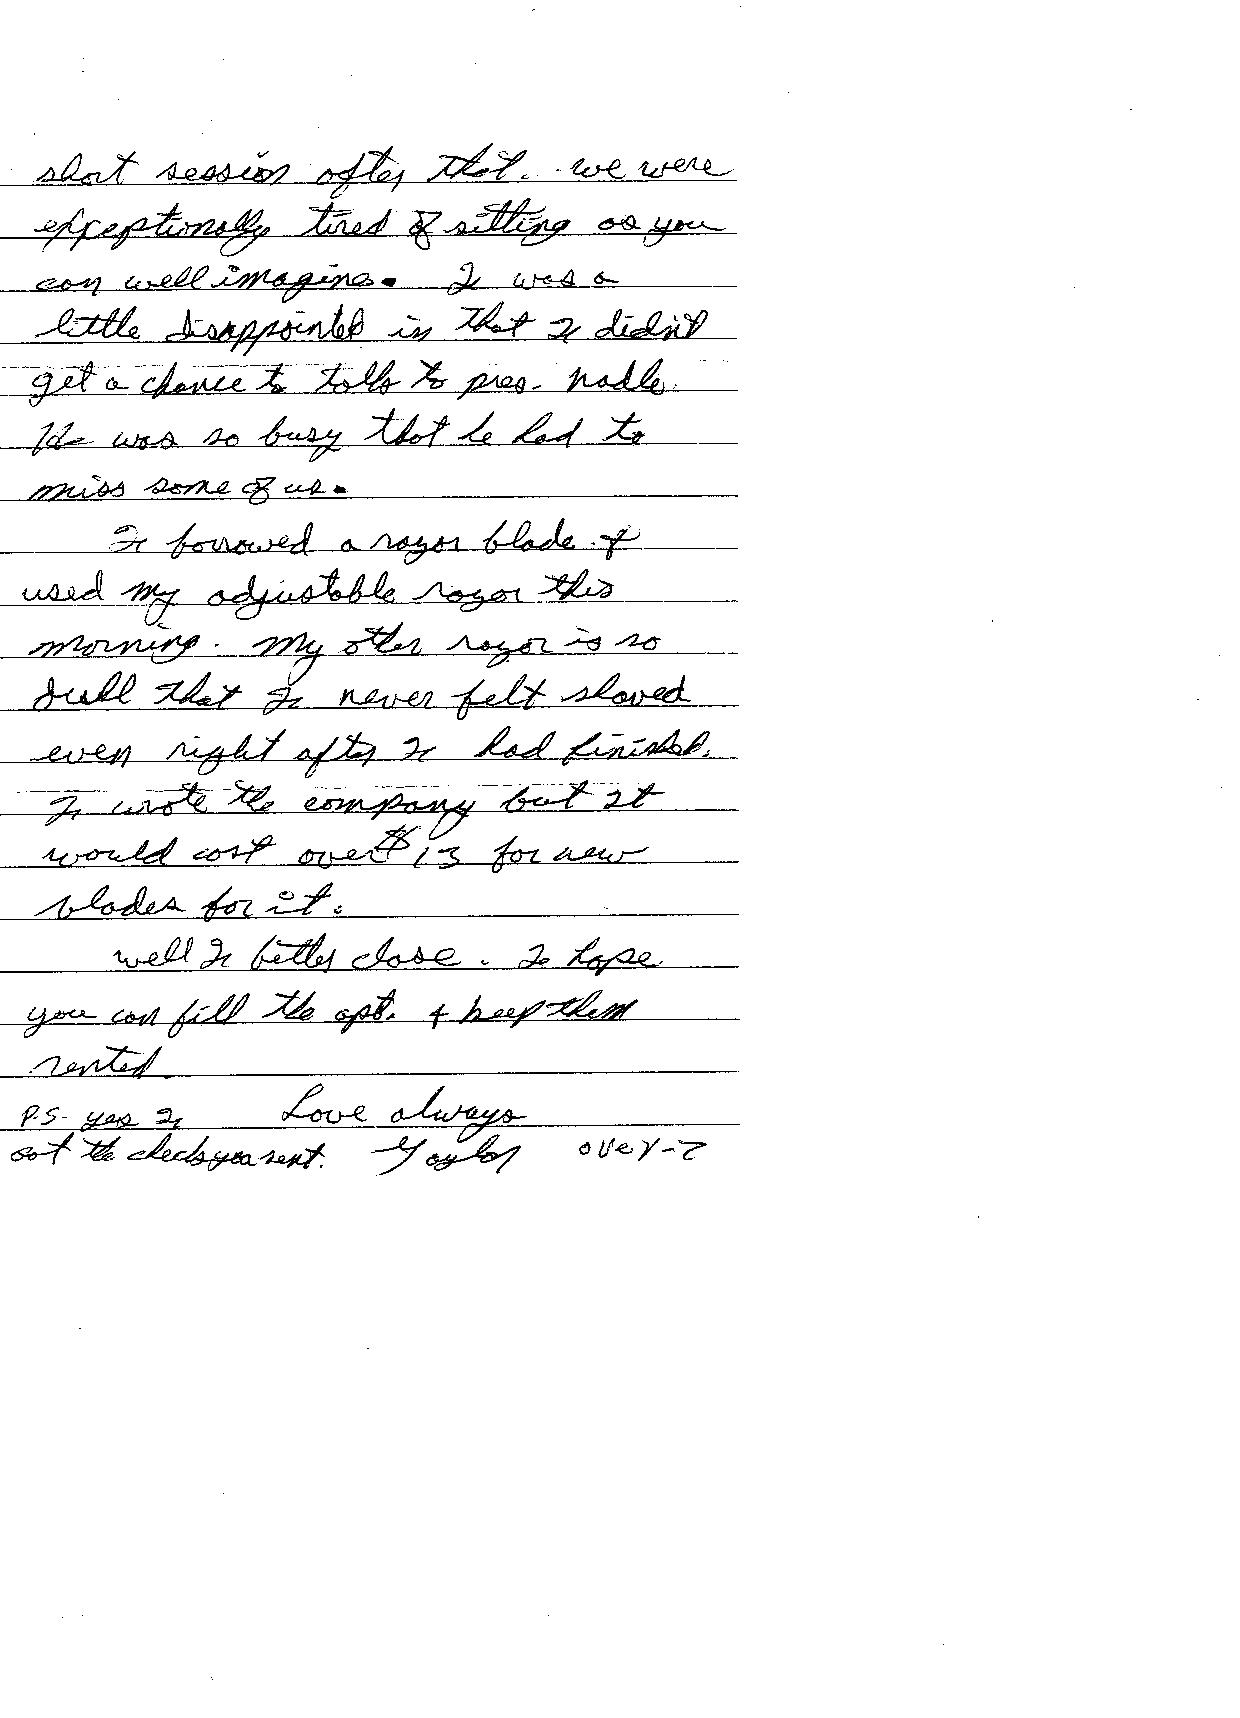 short session after that. we were
exceptionally tired of sitting as you
can well imagine. I was a
little disappointed in that I didn't
get a chance to talk to pres.
He was so busy that he had to
miss some of us.
I borrowed a razor blade &
used my adjustable razor this
morning. My other razor is so
dull that I never felt shaved
even right after I had finished.
I wrote the company but it
would cost over $13 for new
blades for it.
well I better close. I hope
you can fill the apt. & keep them
rented
P.S. yes I Love always
got the checks you sent. Taylor over-7